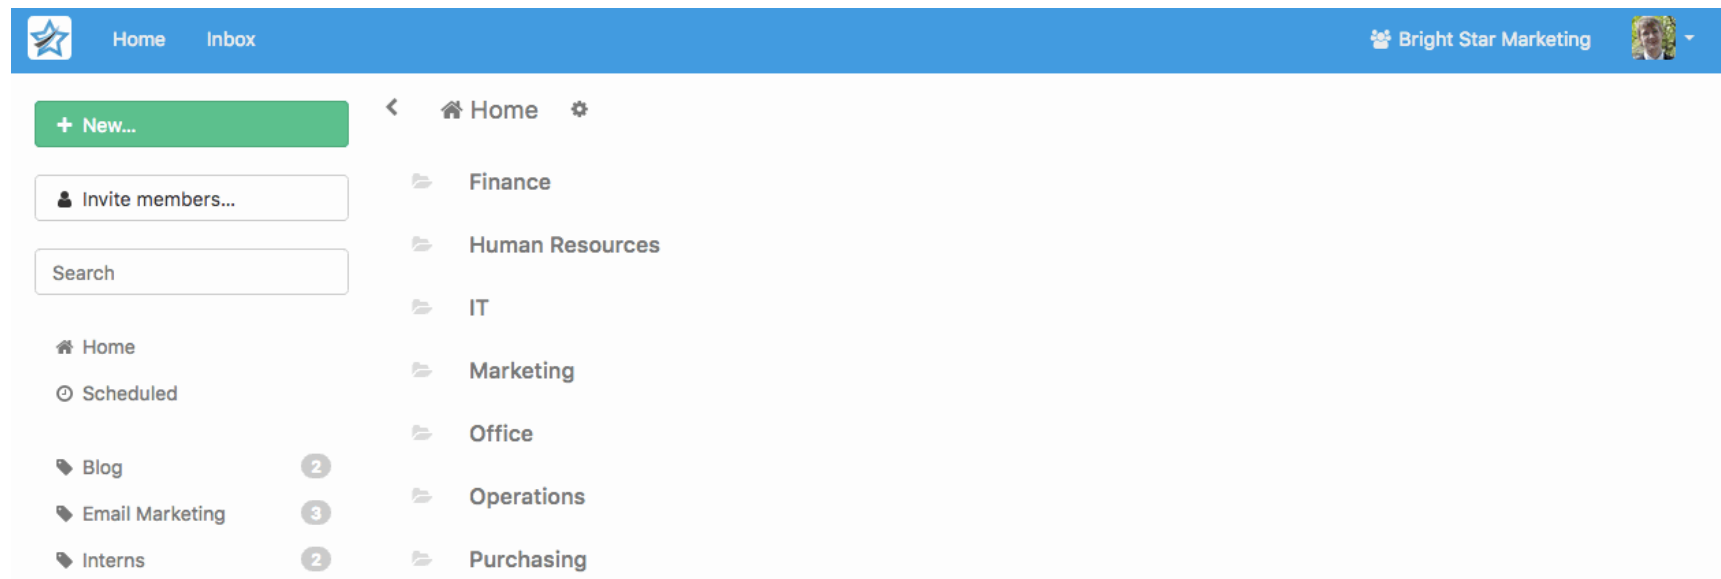 Home
Inbox
Bright Star Marketing
+ New...
Invite members...
Search
Home
Scheduled
Blog 2
Email Marketing 3
Interns 2
Home
Finance
Human Resources
IT
Marketing
Office
Operations
Purchasing